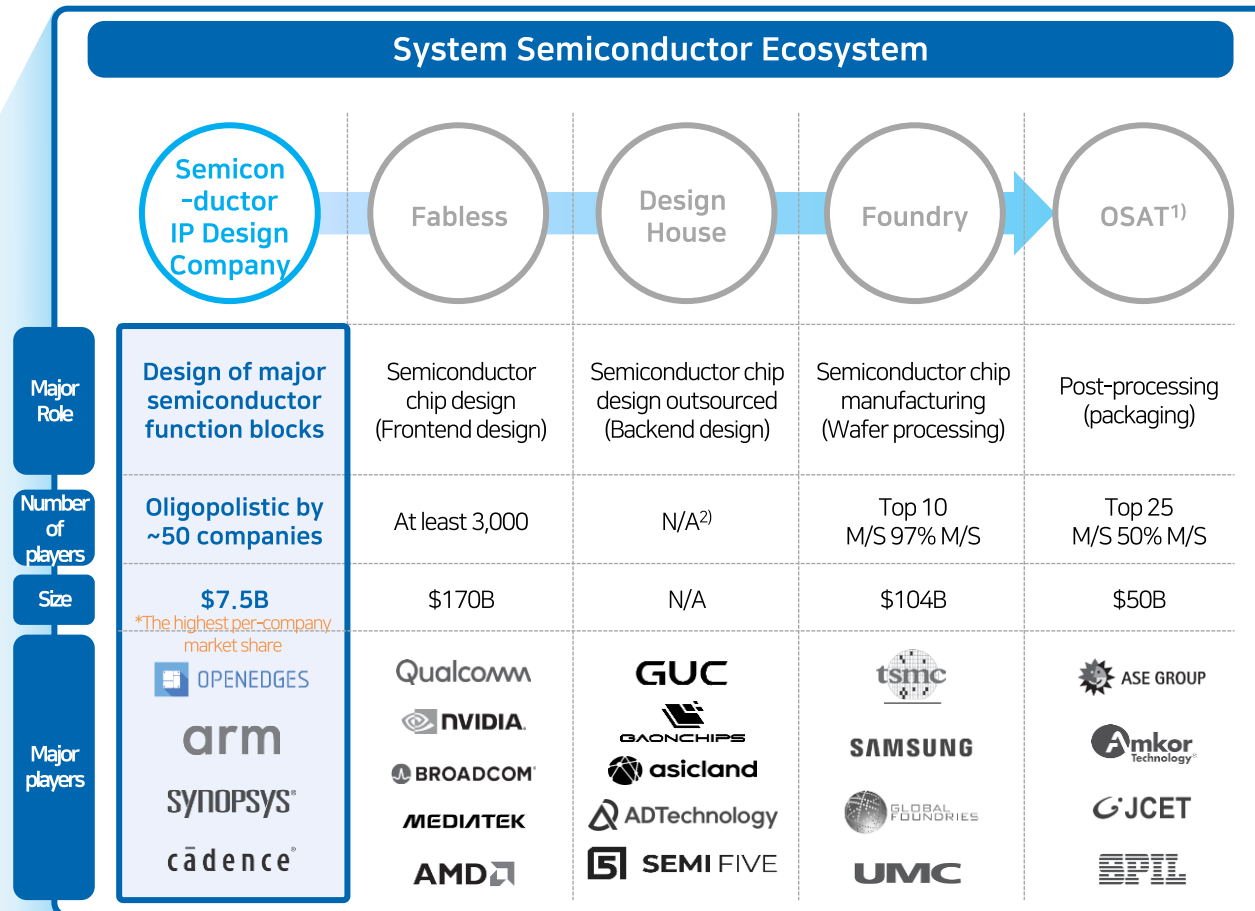 System Semiconductor Ecosystem
Semicon
-ductor
IP Design
Company
Fabless
Design
House
Foundry
OSAT1)
Major
Role
Design of major
semiconductor
function blocks
Semiconductor
chip design
(Frontend design)
Semiconductor chip
design outsourced
(Backend design)
Semiconductor chip
manufacturing
(Wafer processing)
Post-processing
(packaging)
Number
of
players
Oligopolistic by
~50 companies
At least 3,000
N/A2)
Top 10
M/S 97% M/S
Top 25
M/S 50% M/S
Size
$7.5B
*The highest per-company
market share
$170B
N/A
$104B
$50B
Major
players
OPENEDGES
arm
SYNOPSYS®
cādence®
Qualcomm
NVIDIA.
BROADCOM®
MEDIATEK
AMD
GUC
GAONCHIPS
asicland
ADTechnology
SEMIFIVE
tsmc
SAMSUNG
GLOBAL
FOUNDRIES
UMC
ASE GROUP
Amkor
Technology®
JCET
SPIL